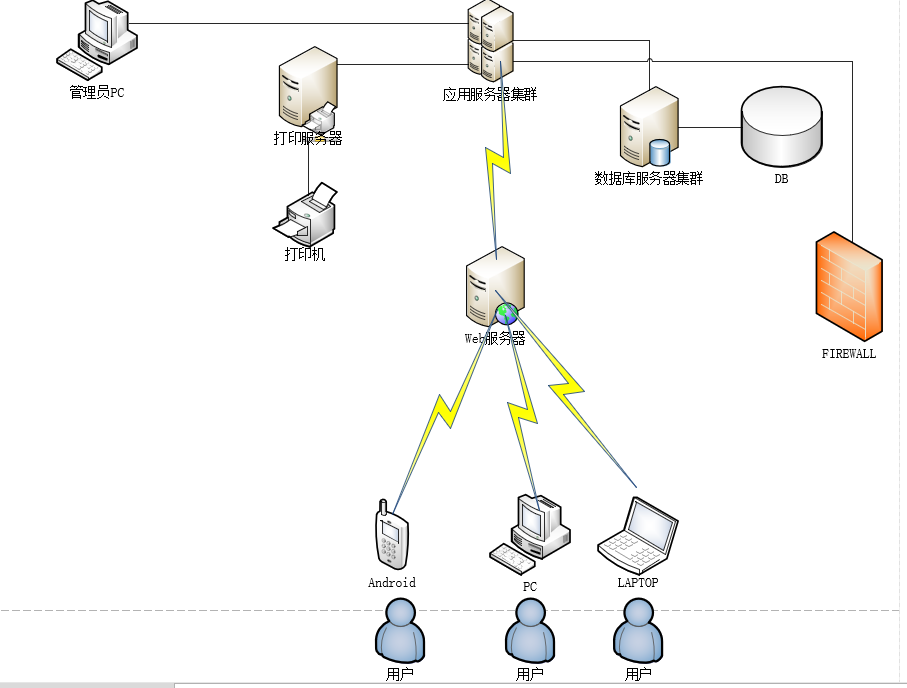 管理员PC
应用服务器集群
打印服务器
数据库服务器集群
DB
打印机
Web服务器
FIREWALL
Android
PC
LAPTOP
用户
用户
用户